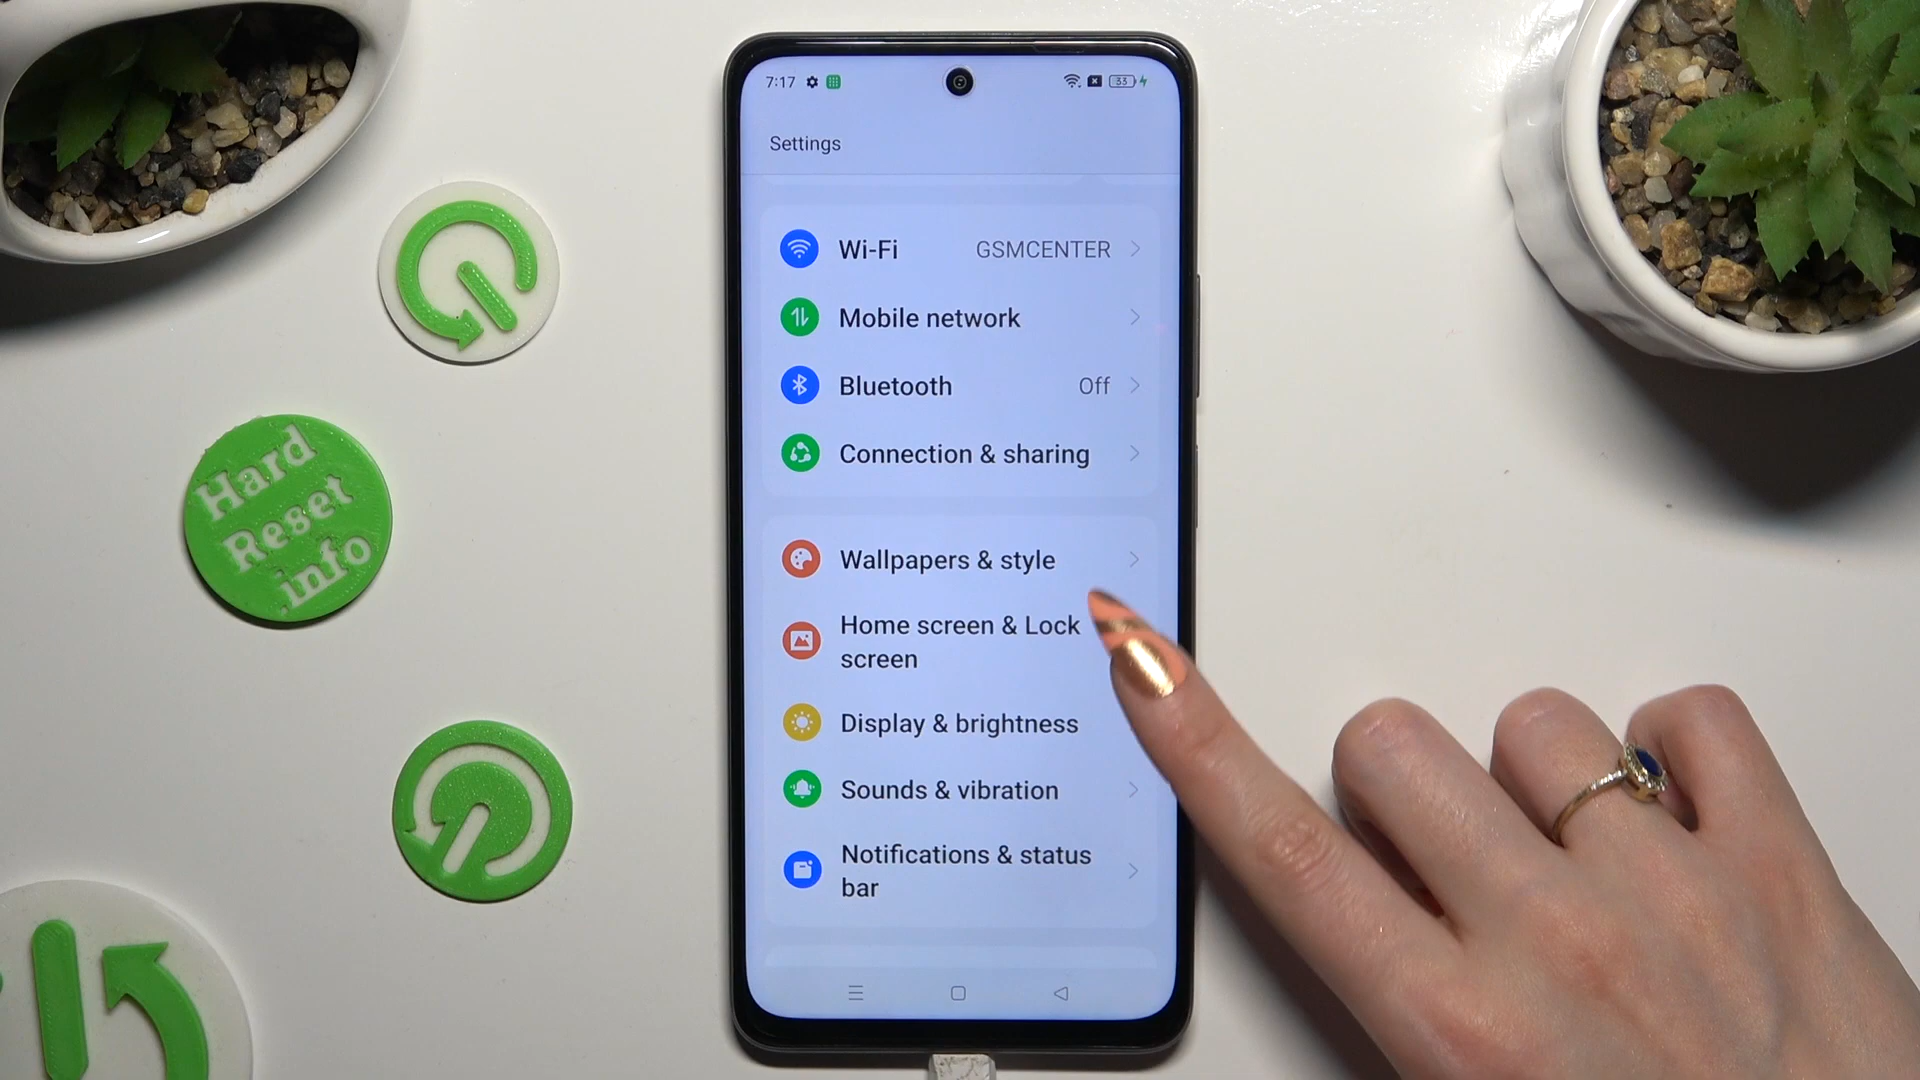 7:17
33
Settings
Wi-Fi GSMCENTER
Mobile network
Bluetooth Off
Connection & sharing
Wallpapers & style
Home screen & Lock
screen
Display & brightness
Sounds & vibration
Notifications & status
bar
Hard
Reset
.info